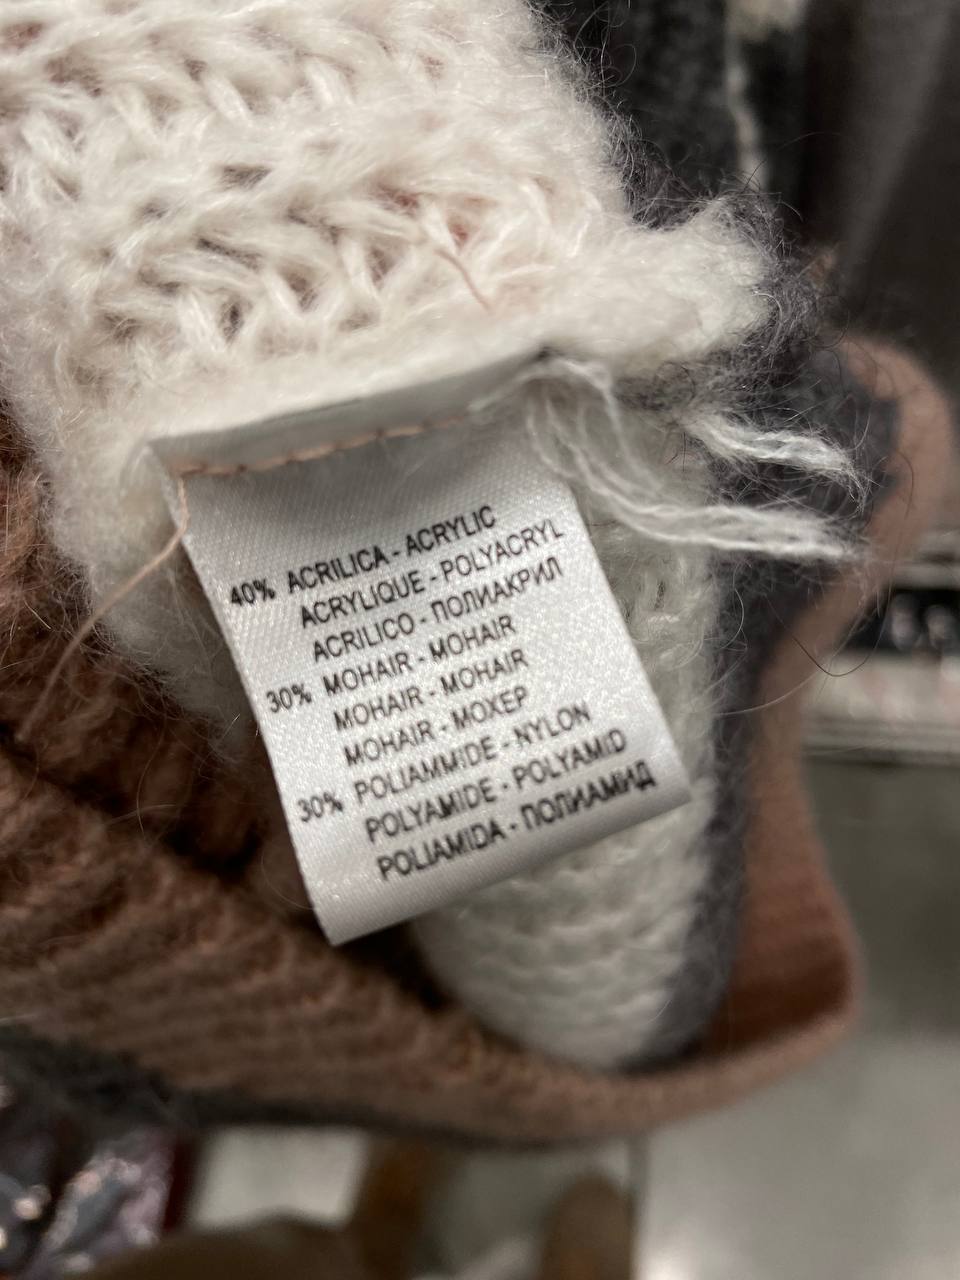 40% ACRILICA - ACRYLIC
ACRYLIQUE - POLYACRYL
ACRILICO - ПОЛИАКРИЛ
30% MOHAIR - MOHAIR
MOHAIR - MOHAIR
MOHAIR - МОХЕР
30% POLIAMMIDE - NYLON
POLYAMIDE - POLYAMID
POLIAMIDA - ПОЛИАМИД